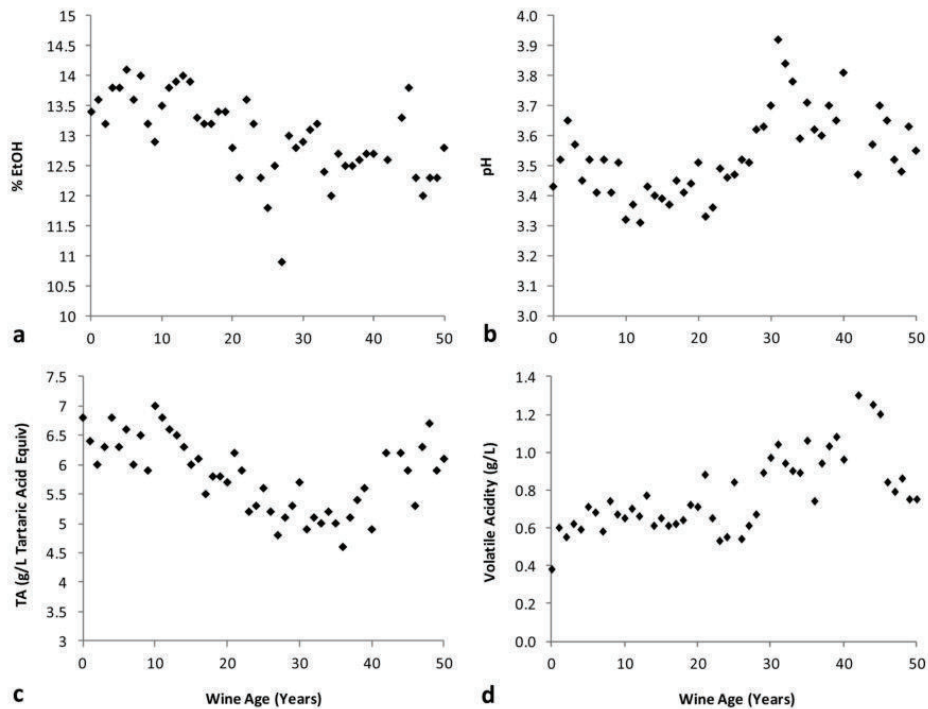 15
14.5
14
13.5
13
12.5
12
11.5
11
10.5
10
% EtOH
0 10 20 30 40 50
a
4.0
3.9
3.8
3.7
3.6
3.5
3.4
3.3
3.2
3.1
3.0
pH
0 10 20 30 40 50
b
7.5
7
6.5
6
5.5
5
4.5
4
3.5
3
TA (g/L Tartaric Acid Equiv)
0 10 20 30 40 50
c
Wine Age (Years)
1.4
1.2
1.0
0.8
0.6
0.4
0.2
0.0
Volatile Acidity (g/L)
0 10 20 30 40 50
d
Wine Age (Years)